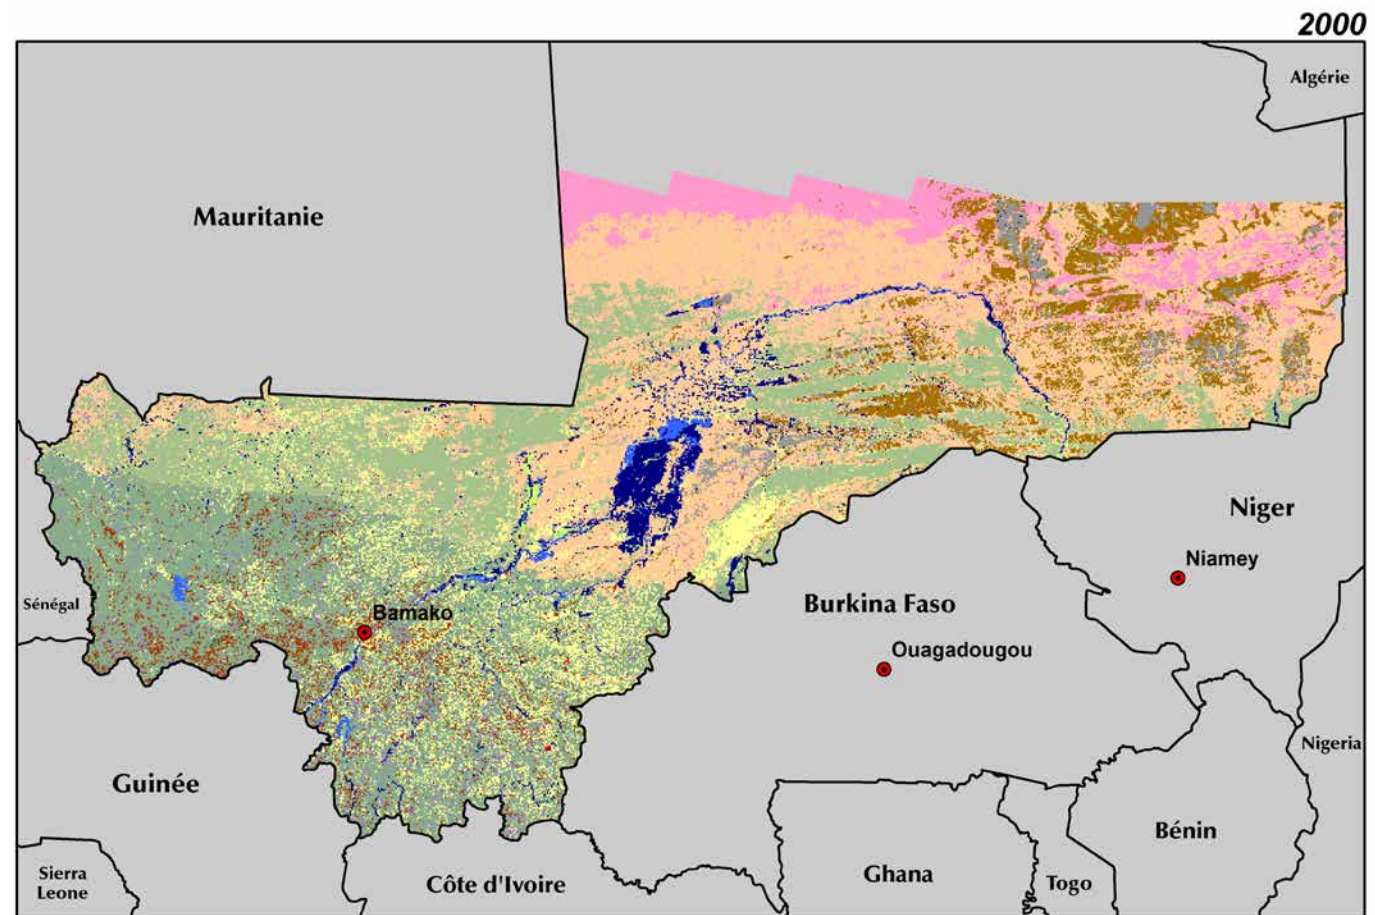 2000
Algérie
Mauritanie
Niger
Niamey
Sénégal
Bamako
Burkina Faso
Ouagadougou
Nigeria
Guinée
Bénin
Sierra
Leone
Côte d'Ivoire
Ghana
Togo